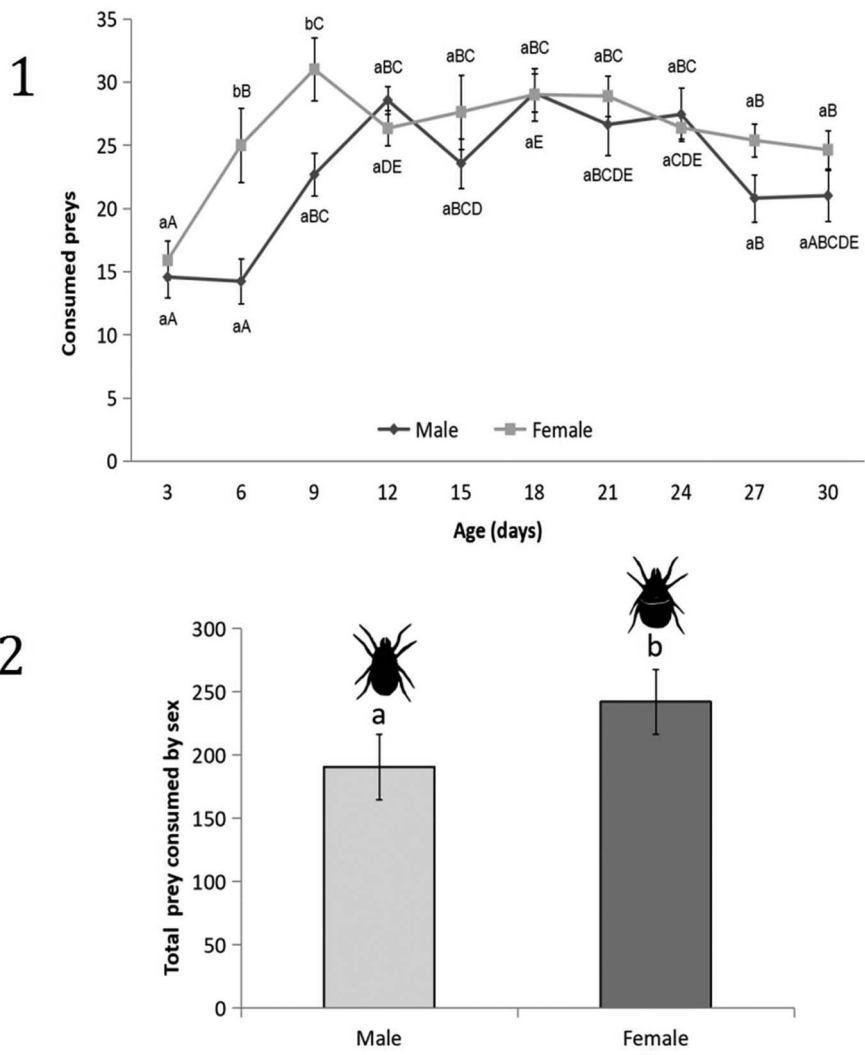 1
Consumed preys
35
30
25
20
15
10
5
0
bC
bB
aBC
aBC
aBC
aBC
aBC
aB
aB
aA
aDE
aE
aBCD
aBCDE
aCDE
aBC
aA
aA
aB
aABCDE
Male
Female
3 6 9 12 15 18 21 24 27 30
Age (days)
2
Total prey consumed by sex
300
250
200
150
100
50
0
a
b
Male
Female